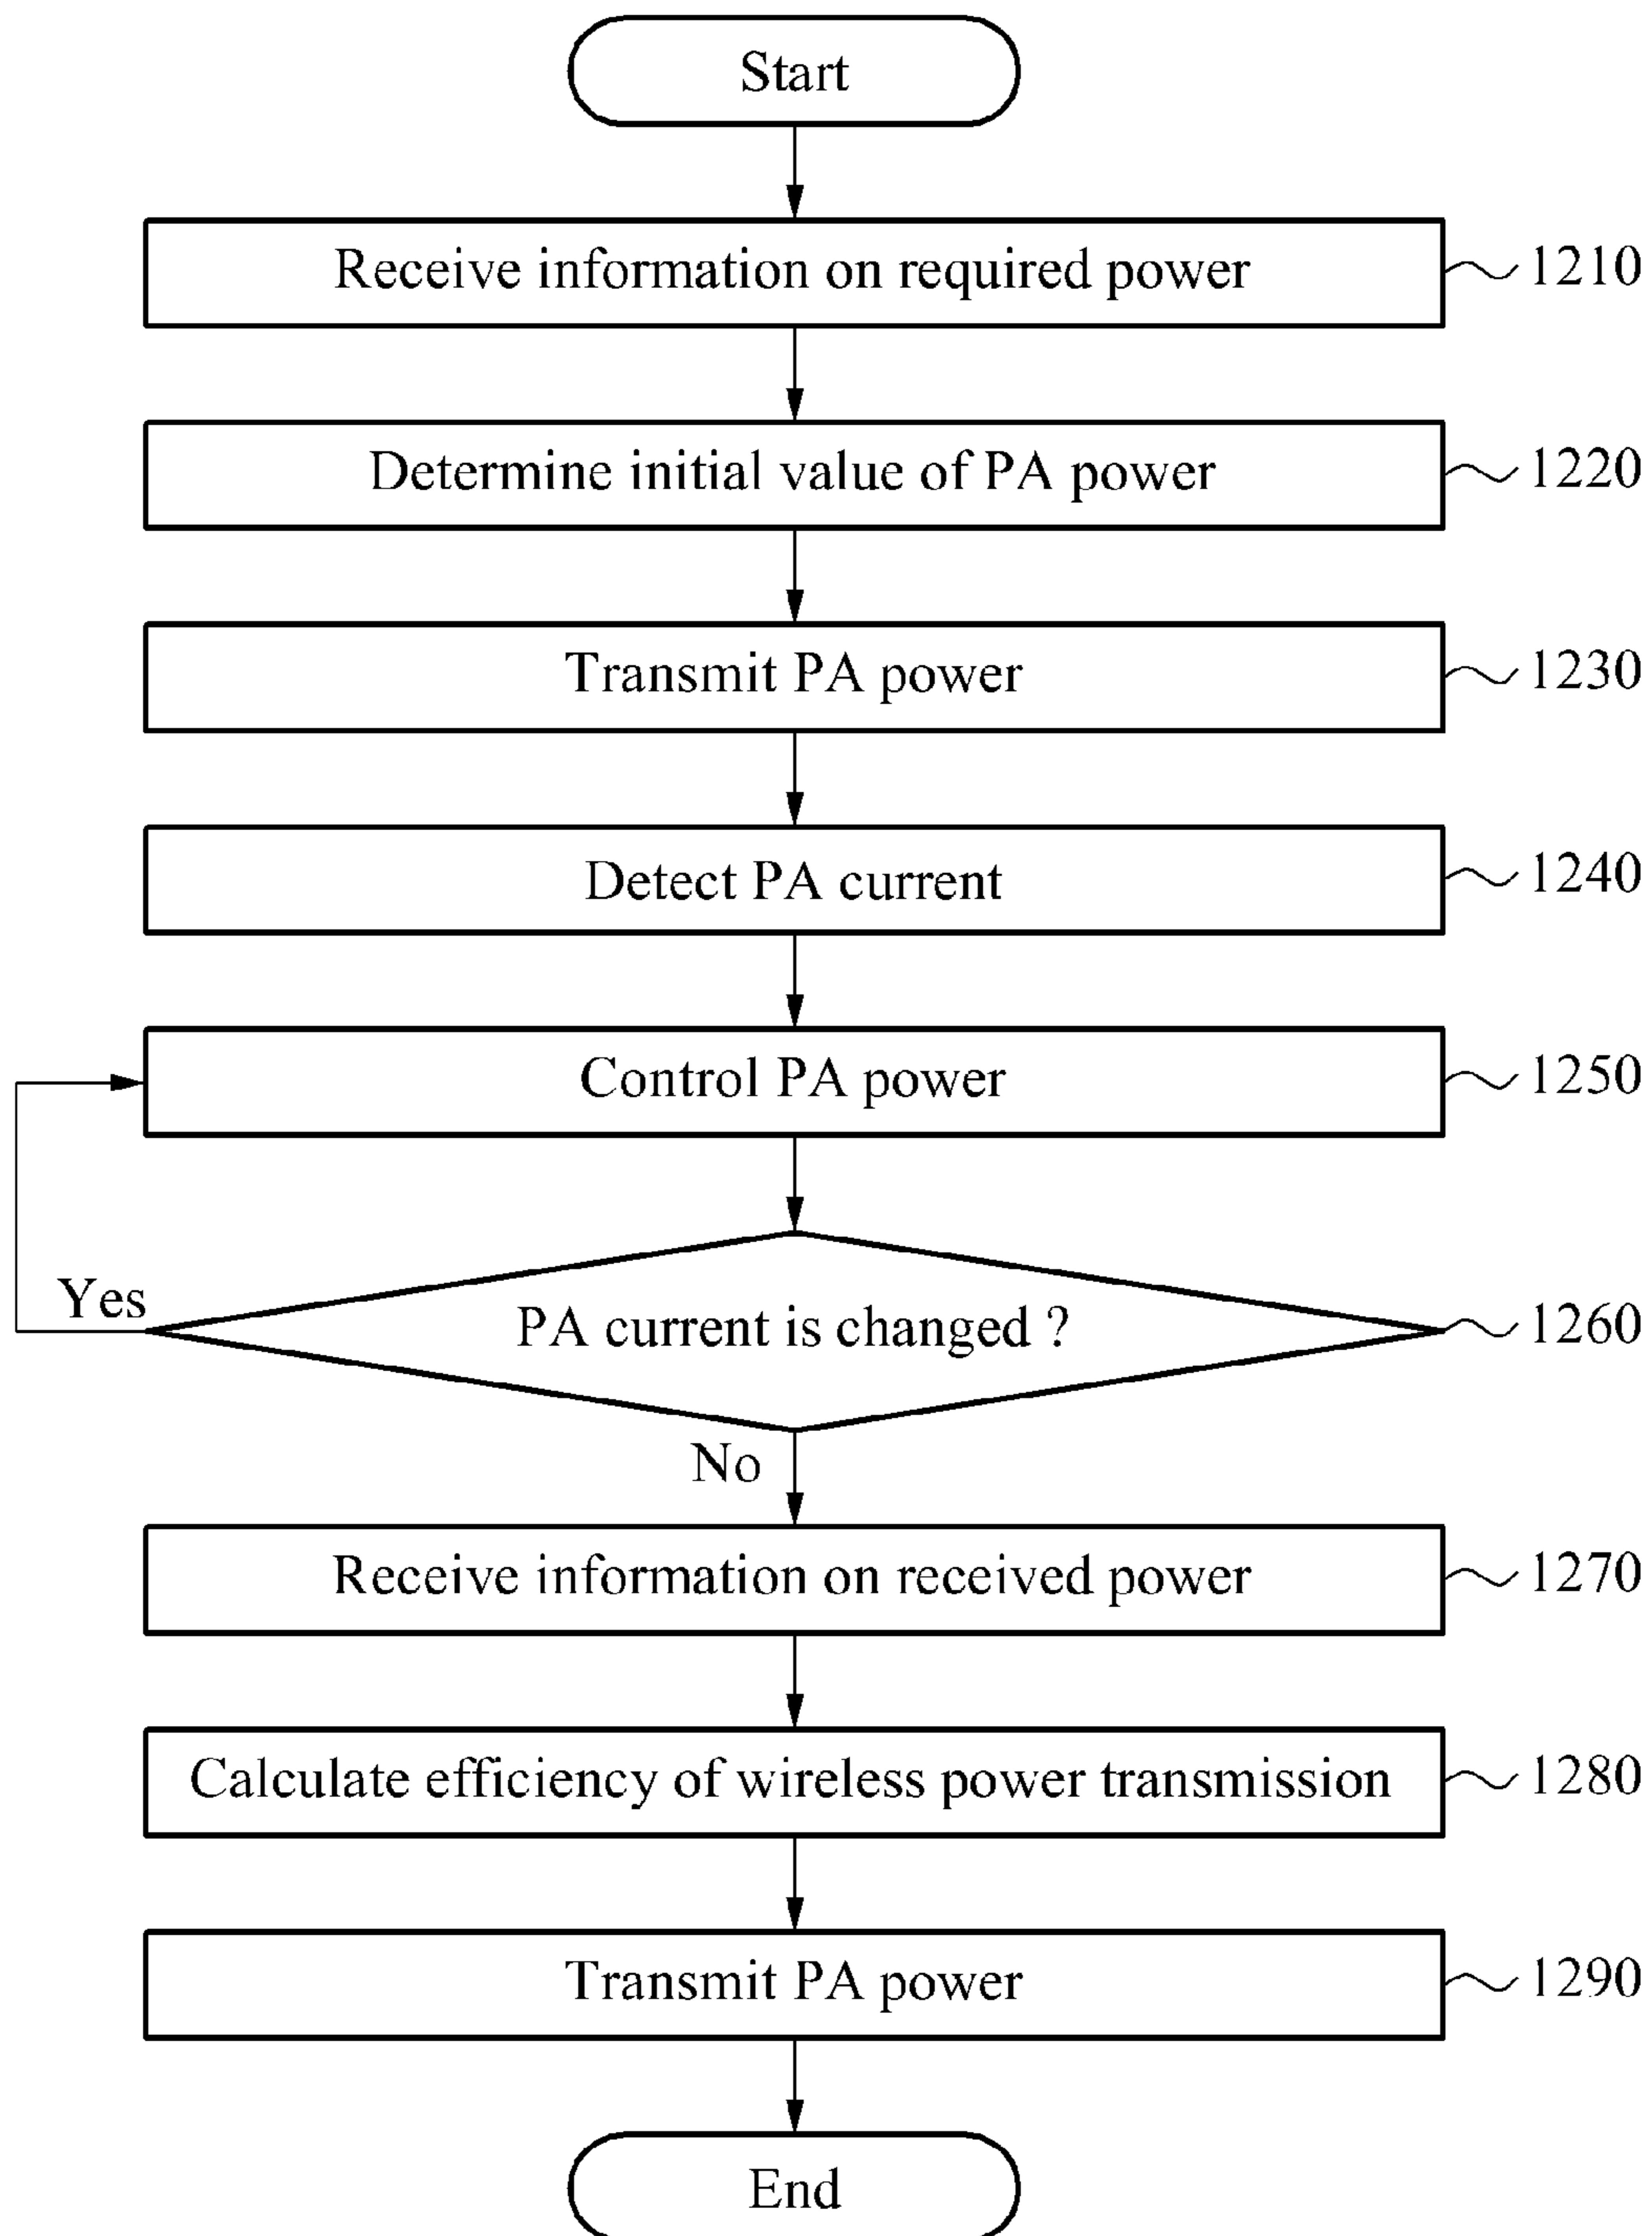 Start
Receive information on required power 1210
Determine initial value of PA power 1220
Transmit PA power 1230
Detect PA current 1240
Control PA power 1250
Yes
PA current is changed ? 1260
No
Receive information on received power 1270
Calculate efficiency of wireless power transmission 1280
Transmit PA power 1290
End